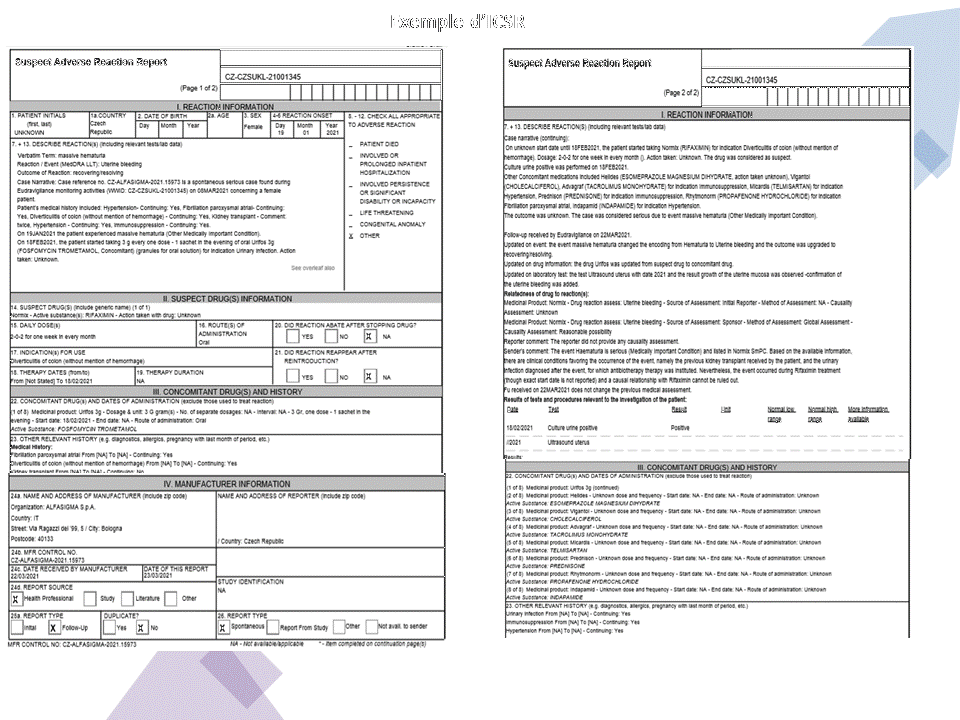 Exemple d'ICSR
Suspect Adverse Reaction Report
CZ-CZSUKL-21001345
(Page 1 of 2)
I. REACTION INFORMATION
1. PATIENT INITIALS
(first, last)
UNKNOWN
1a.COUNTRY
Czech
Republic
2. DATE OF BIRTH
Day Month Year
2a. AGE
3. SEX
Female
4-6 REACTION ONSET
Day Month Year
19 01 2021
8. - 12. CHECK ALL APPROPRIATE
TO ADVERSE REACTION
PATIENT DIED
INVOLVED OR
PROLONGED INPATIENT
HOSPITALIZATION
INVOLVED PERSISTENCE
OR SIGNIFICANT
DISABILITY OR INCAPACITY
LIFE THREATENING
CONGENITAL ANOMALY
X OTHER
7. + 13. DESCRIBE REACTION(S) (including relevant tests/lab data)
Verbatim Term: massive hematuria
Reaction / Event (MedDRA LLT): Uterine bleeding
Outcome of Reaction: recovering/resolving
Case Narrative: Case reference no. CZ-ALFASIGMA-2021.15973 is a spontaneous serious case found during
Eudravigilance monitoring activities (WWID CZ-CZSUKL-21001345) on 08MAR2021 concerning a female
patient.
Patient's medical history included: Hypertension- Continuing: Yes, Fibrillation paroxysmal atrial- Continuing:
Yes, Diverticulitis of colon (without mention of hemorrhage) - Continuing: Yes, Kidney transplant - Comment:
twice, Hypertension - Continuing: Yes, Immunosuppression - Continuing: Yes.
On 19JAN2021 the patient experienced massive hematuria (Other Medically Important Condition).
On 18FEB2021, the patient started taking 3 g every one dose - 1 sachet in the evening of oral Urifos 3g
(FOSFOMYCIN TROMETAMOL, Concomitant) (granules for oral solution) for indication Urinary infection. Action
taken: Unknown.
See overleaf also
II. SUSPECT DRUG(S) INFORMATION
14. SUSPECT DRUG(S) (include generic name) (1 of 1)
Normix - Active substance(s): RIFAXIMIN - Action taken with drug: Unknown
15. DAILY DOSE(s)
2-0-2 for one week in every month
16. ROUTE(S) OF
ADMINISTRATION
Oral
20. DID REACTION ABATE AFTER STOPPING DRUG?
YES NO X NA
17. INDICATION(S) FOR USE
Diverticulitis of colon (without mention of hemorrhage)
21. DID REACTION REAPPEAR AFTER
REINTRODUCTION?
YES NO X NA
18. THERAPY DATES (from/to)
From [Not Stated] To 18/02/2021
19. THERAPY DURATION
NA
III. CONCOMITANT DRUG(S) AND HISTORY
22. CONCOMITANT DRUG(s) AND DATES OF ADMINISTRATION (exclude those used to treat reaction)
(1 of 8) Medicinal product: Urifos 3g - Dosage & unit: 3 G gram(s) - No. of separate dosages: NA - Interval: NA - 3 Gr, one dose - 1 sachet in the
evening - Start date: 18/02/2021 - End date: NA - Route of administration: Oral
Active Substance: FOSFOMYCIN TROMETAMOL
23. OTHER RELEVANT HISTORY (e.g. diagnostics, allergies, pregnancy with last month of period, etc.)
Medical History:
Fibrillation paroxysmal atrial From [NA] To [NA] - Continuing: Yes
Diverticulitis of colon (without mention of hemorrhage) From [NA] To [NA] - Continuing: Yes
Kidney transplant From [NA] To [NA] - Continuing: No
IV. MANUFACTURER INFORMATION
24a. NAME AND ADDRESS OF MANUFACTURER (include zip code)
Organization: ALFASIGMA S.p.A.
Country: IT
Street: Via Ragazzi del '99, 5 / City: Bologna
Postcode: 40133
NAME AND ADDRESS OF REPORTER (include zip code)
/ Country: Czech Republic
24b. MFR CONTROL NO.
CZ-ALFASIGMA-2021.15973
24c. DATE RECEIVED BY MANUFACTURER
22/03/2021
DATE OF THIS REPORT
23/03/2021
STUDY IDENTIFICATION
NA
24d. REPORT SOURCE
X Health Professional Study Literature Other
25a. REPORT TYPE
Initial X Follow-Up
DUPLICATE?
Yes X No
26. REPORT TYPE
X Spontaneous Report From Study Other Not avail. to sender
MFR CONTROL NO: CZ-ALFASIGMA-2021.15973
NA - Not available/applicable * - Item completed on continuation page(s)
Suspect Adverse Reaction Report
CZ-CZSUKL-21001345
(Page 2 of 2)
I. REACTION INFORMATION
7. + 13. DESCRIBE REACTION(S) (including relevant tests/lab data)
Case narrative (continuing):
On unknown start date until 18FEB2021, the patient started taking Normix (RIFAXIMIN) for indication Diverticulitis of colon (without mention of
hemorrhage). Dosage: 2-0-2 for one week in every month (). Action taken: Unknown. The drug was considered as suspect.
Culture urine positive was performed on 18FEB2021.
Other Concomitant medications included Helides (ESOMEPRAZOLE MAGNESIUM DIHYDRATE, action taken unknown), Vigantol
(CHOLECALCIFEROL), Advagraf (TACROLIMUS MONOHYDRATE) for indication Immunosuppression, Micardis (TELMISARTAN) for indication
Hypertension, Prednison (PREDNISONE) for indication Immunosuppression, Rhytmonorm (PROPAFENONE HYDROCHLORIDE) for indication
Fibrillation paroxysmal atrial, Indapamid (INDAPAMIDE) for indication Hypertension.
The outcome was unknown. The case was considered serious due to event massive hematuria (Other Medically Important Condition).
Follow-up received by Eudravigilance on 22MAR2021.
Updated on event: the event massive hematuria changed the encoding from Hematuria to Uterine bleeding and the outcome was upgraded to
recovering/resolving.
Updated on drug information: the drug Urifos was updated from suspect drug to concomitant drug.
Updated on laboratory test: the test Ultrasound uterus with date 2021 and the result growth of the uterine mucosa was observed -confirmation of
the uterine bleeding was added.
Relatedness of drug to reaction(s):
Medicinal Product: Normix - Drug reaction assess: Uterine bleeding - Source of Assessment: Initial Reporter - Method of Assessment: NA - Causality
Assessment: Unknown
Medicinal Product: Normix - Drug reaction assess: Uterine bleeding - Source of Assessment: Sponsor - Method of Assessment: Global Assessment -
Causality Assessment: Reasonable possibility
Reporter comment: The reporter did not provide any causality assessment.
Sender's comment: The event Haematuria is serious (Medically Important Condition) and listed in Normix SmPC. Based on the available information,
there are clinical conditions favoring the occurrence of the event, namely the previous kidney transplant received by the patient, and the urinary
infection diagnosed after the event, for which antibiotherapy was instituted. Nevertheless, the event occurred during Rifaximin treatment
(though exact start date is not reported) and a causal relationship with Rifaximin cannot be ruled out.
Fu received on 22MAR2021 does not change the previous medical assessment.
Results of tests and procedures relevant to the investigation of the patient:
Date Test Result Unit Normal low range Normal high range More information available
18/02/2021 Culture urine positive Positive
//2021 Ultrasound uterus
Results:
III. CONCOMITANT DRUG(S) AND HISTORY
22. CONCOMITANT DRUG(s) AND DATES OF ADMINISTRATION (exclude those used to treat reaction)
(1 of 8) Medicinal product: Urifos 3g (continued)
(2 of 8) Medicinal product: Helides - Unknown dose and frequency - Start date: NA - End date: NA - Route of administration: Unknown
Active Substance: ESOMEPRAZOLE MAGNESIUM DIHYDRATE
(3 of 8) Medicinal product: Vigantol - Unknown dose and frequency - Start date: NA - End date: NA - Route of administration: Unknown
Active Substance: CHOLECALCIFEROL
(4 of 8) Medicinal product: Advagraf - Unknown dose and frequency - Start date: NA - End date: NA - Route of administration: Unknown
Active Substance: TACROLIMUS MONOHYDRATE
(5 of 8) Medicinal product: Micardis - Unknown dose and frequency - Start date: NA - End date: NA - Route of administration: Unknown
Active Substance: TELMISARTAN
(6 of 8) Medicinal product: Prednison - Unknown dose and frequency - Start date: NA - End date: NA - Route of administration: Unknown
Active Substance: PREDNISONE
(7 of 8) Medicinal product: Rhytmonorm - Unknown dose and frequency - Start date: NA - End date: NA - Route of administration: Unknown
Active Substance: PROPAFENONE HYDROCHLORIDE
(8 of 8) Medicinal product: Indapamid - Unknown dose and frequency - Start date: NA - End date: NA - Route of administration: Unknown
Active Substance: INDAPAMIDE
23. OTHER RELEVANT HISTORY (e.g. diagnostics, allergies, pregnancy with last month of period, etc.)
Urinary infection From [NA] To [NA] - Continuing: Yes
Immunosuppression From [NA] To [NA] - Continuing: Yes
Hypertension From [NA] To [NA] - Continuing: Yes